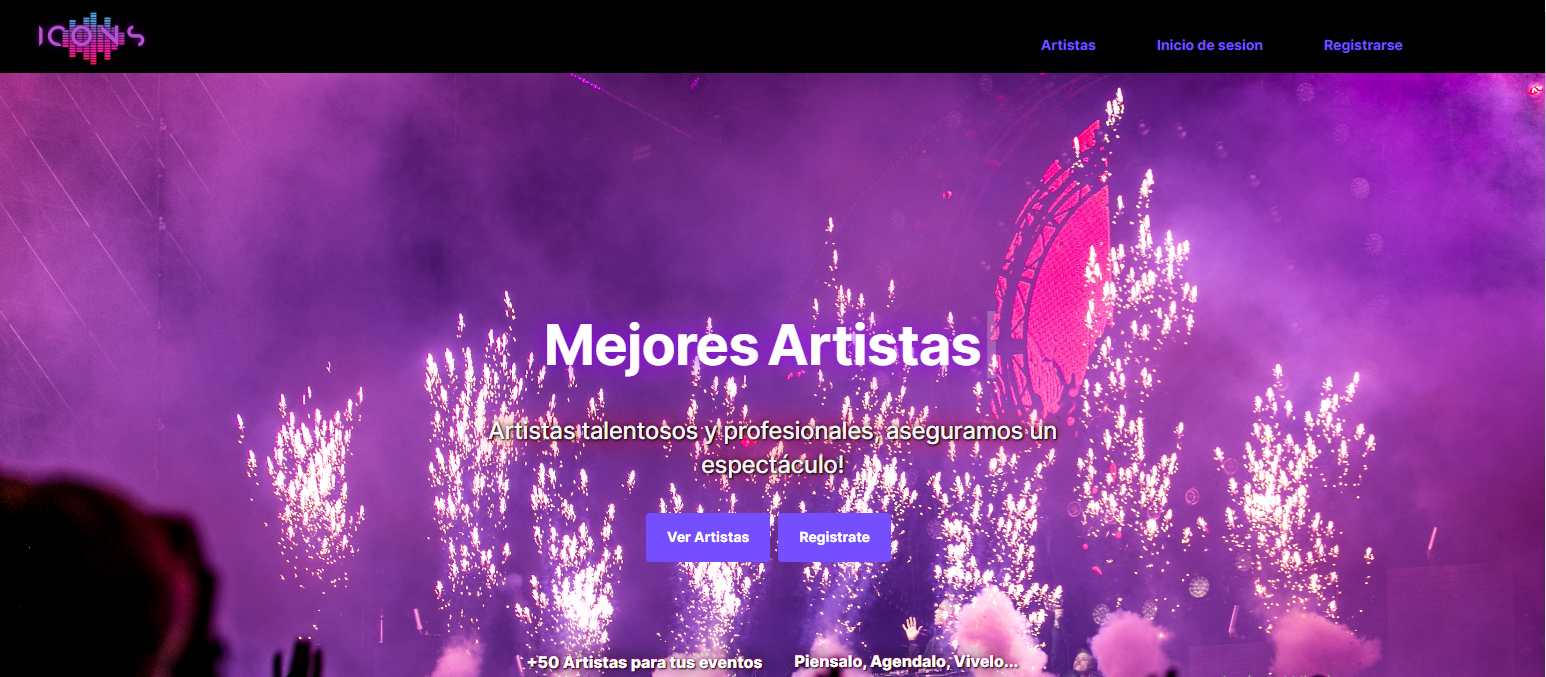 ICONS
Artistas Inicio de sesion Registrarse
Mejores Artistas
Artistas talentosos y profesionales, aseguramos un
espectáculo!
Ver Artistas Registrate
+50 Artistas para tus eventos Piensalo, Agendalo, Vivelo...